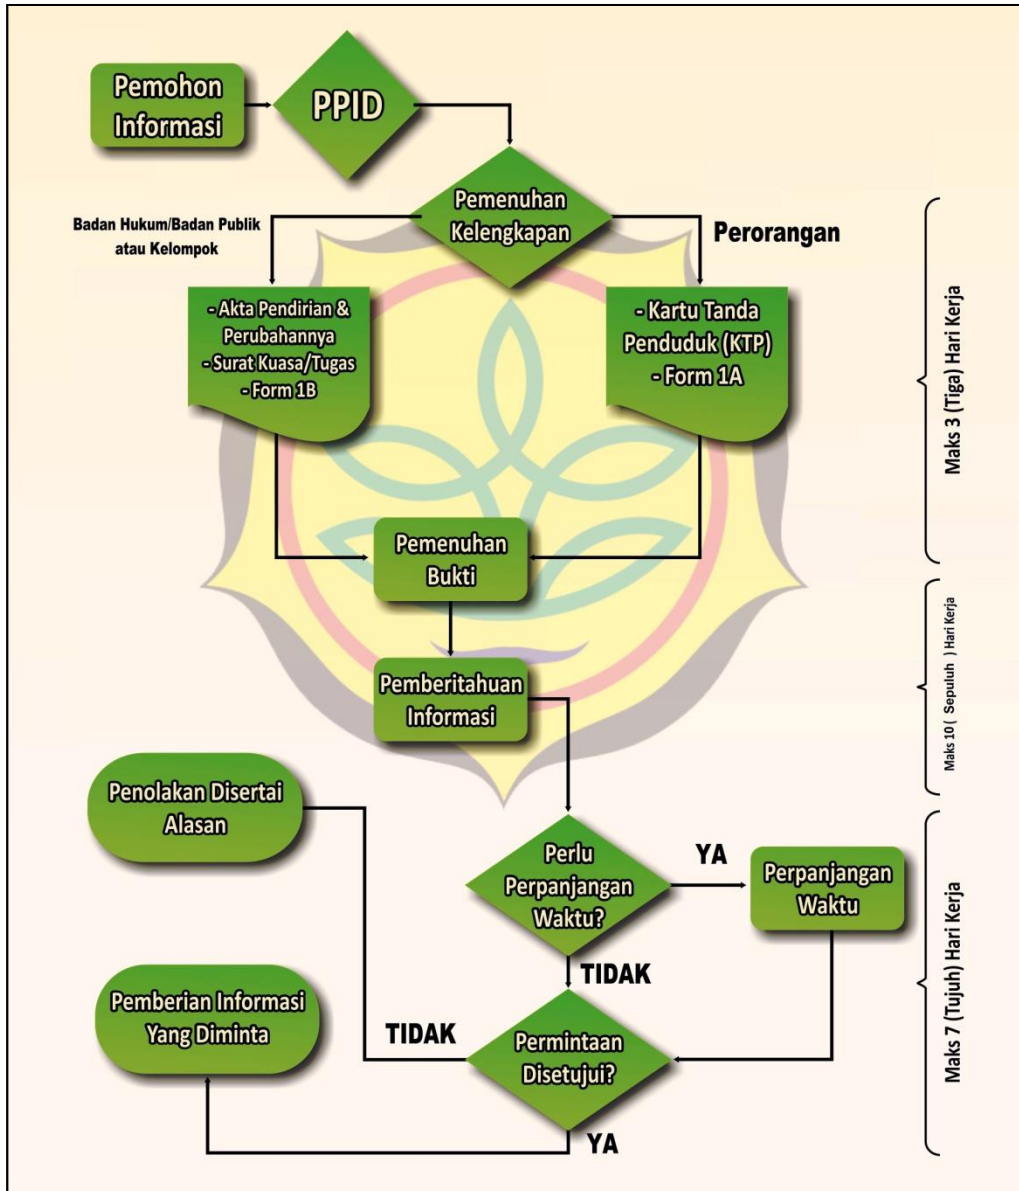 Pemohon
Informasi
PPID
Pemenuhan
Kelengkapan
Badan Hukum/Badan Publik
atau Kelompok
Perorangan
- Akta Pendirian &
Perubahannya
- Surat Kuasa/Tugas
- Form 1B
- Kartu Tanda
Penduduk (KTP)
- Form 1A
Maks 3 (Tiga) Hari Kerja
Pemenuhan
Bukti
Pemberitahuan
Informasi
Maks 10 ( Sepuluh ) Hari Kerja
Penolakan Disertai
Alasan
Perlu
Perpanjangan
Waktu?
YA
Perpanjangan
Waktu
TIDAK
Maks 7 (Tujuh) Hari Kerja
Pemberian Informasi
Yang Diminta
TIDAK
Permintaan
Disetujui?
YA